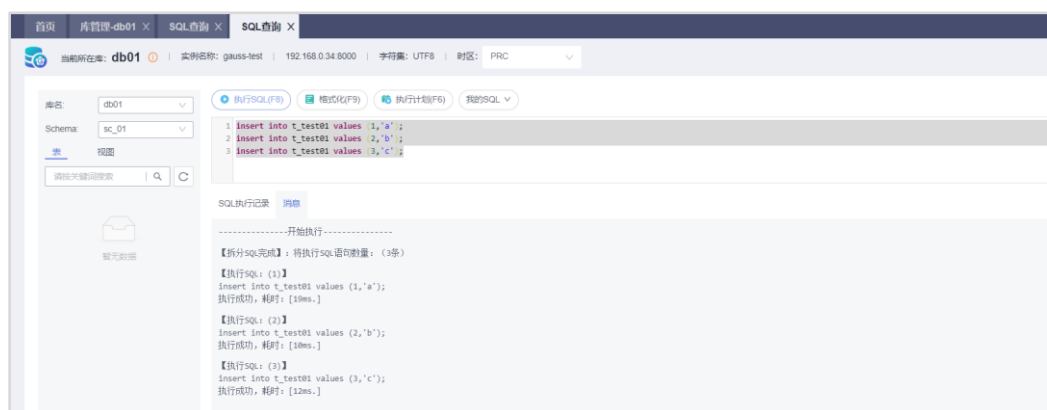 首页 库管理-db01 × SQL查询 × SQL查询 ×
当前所在库: db01 | 实例名称: gauss-test | 192.168.0.34:8000 | 字符集: UTF8 | 时区: PRC
库名: db01
Schema: sc_01
表 视图
请按关键词搜索
暂无数据
执行SQL(F8) 格式化(F9) 执行计划(F6) 我的SQL
1 insert into t_test01 values (1,'a');
2 insert into t_test01 values (2,'b');
3 insert into t_test01 values (3,'c');
SQL执行记录 消息
---------------开始执行---------------
【拆分SQL完成】：将执行SQL语句数量：（3条）
【执行SQL：(1)】
insert into t_test01 values (1,'a');
执行成功，耗时：[19ms.]
【执行SQL：(2)】
insert into t_test01 values (2,'b');
执行成功，耗时：[10ms.]
【执行SQL：(3)】
insert into t_test01 values (3,'c');
执行成功，耗时：[12ms.]